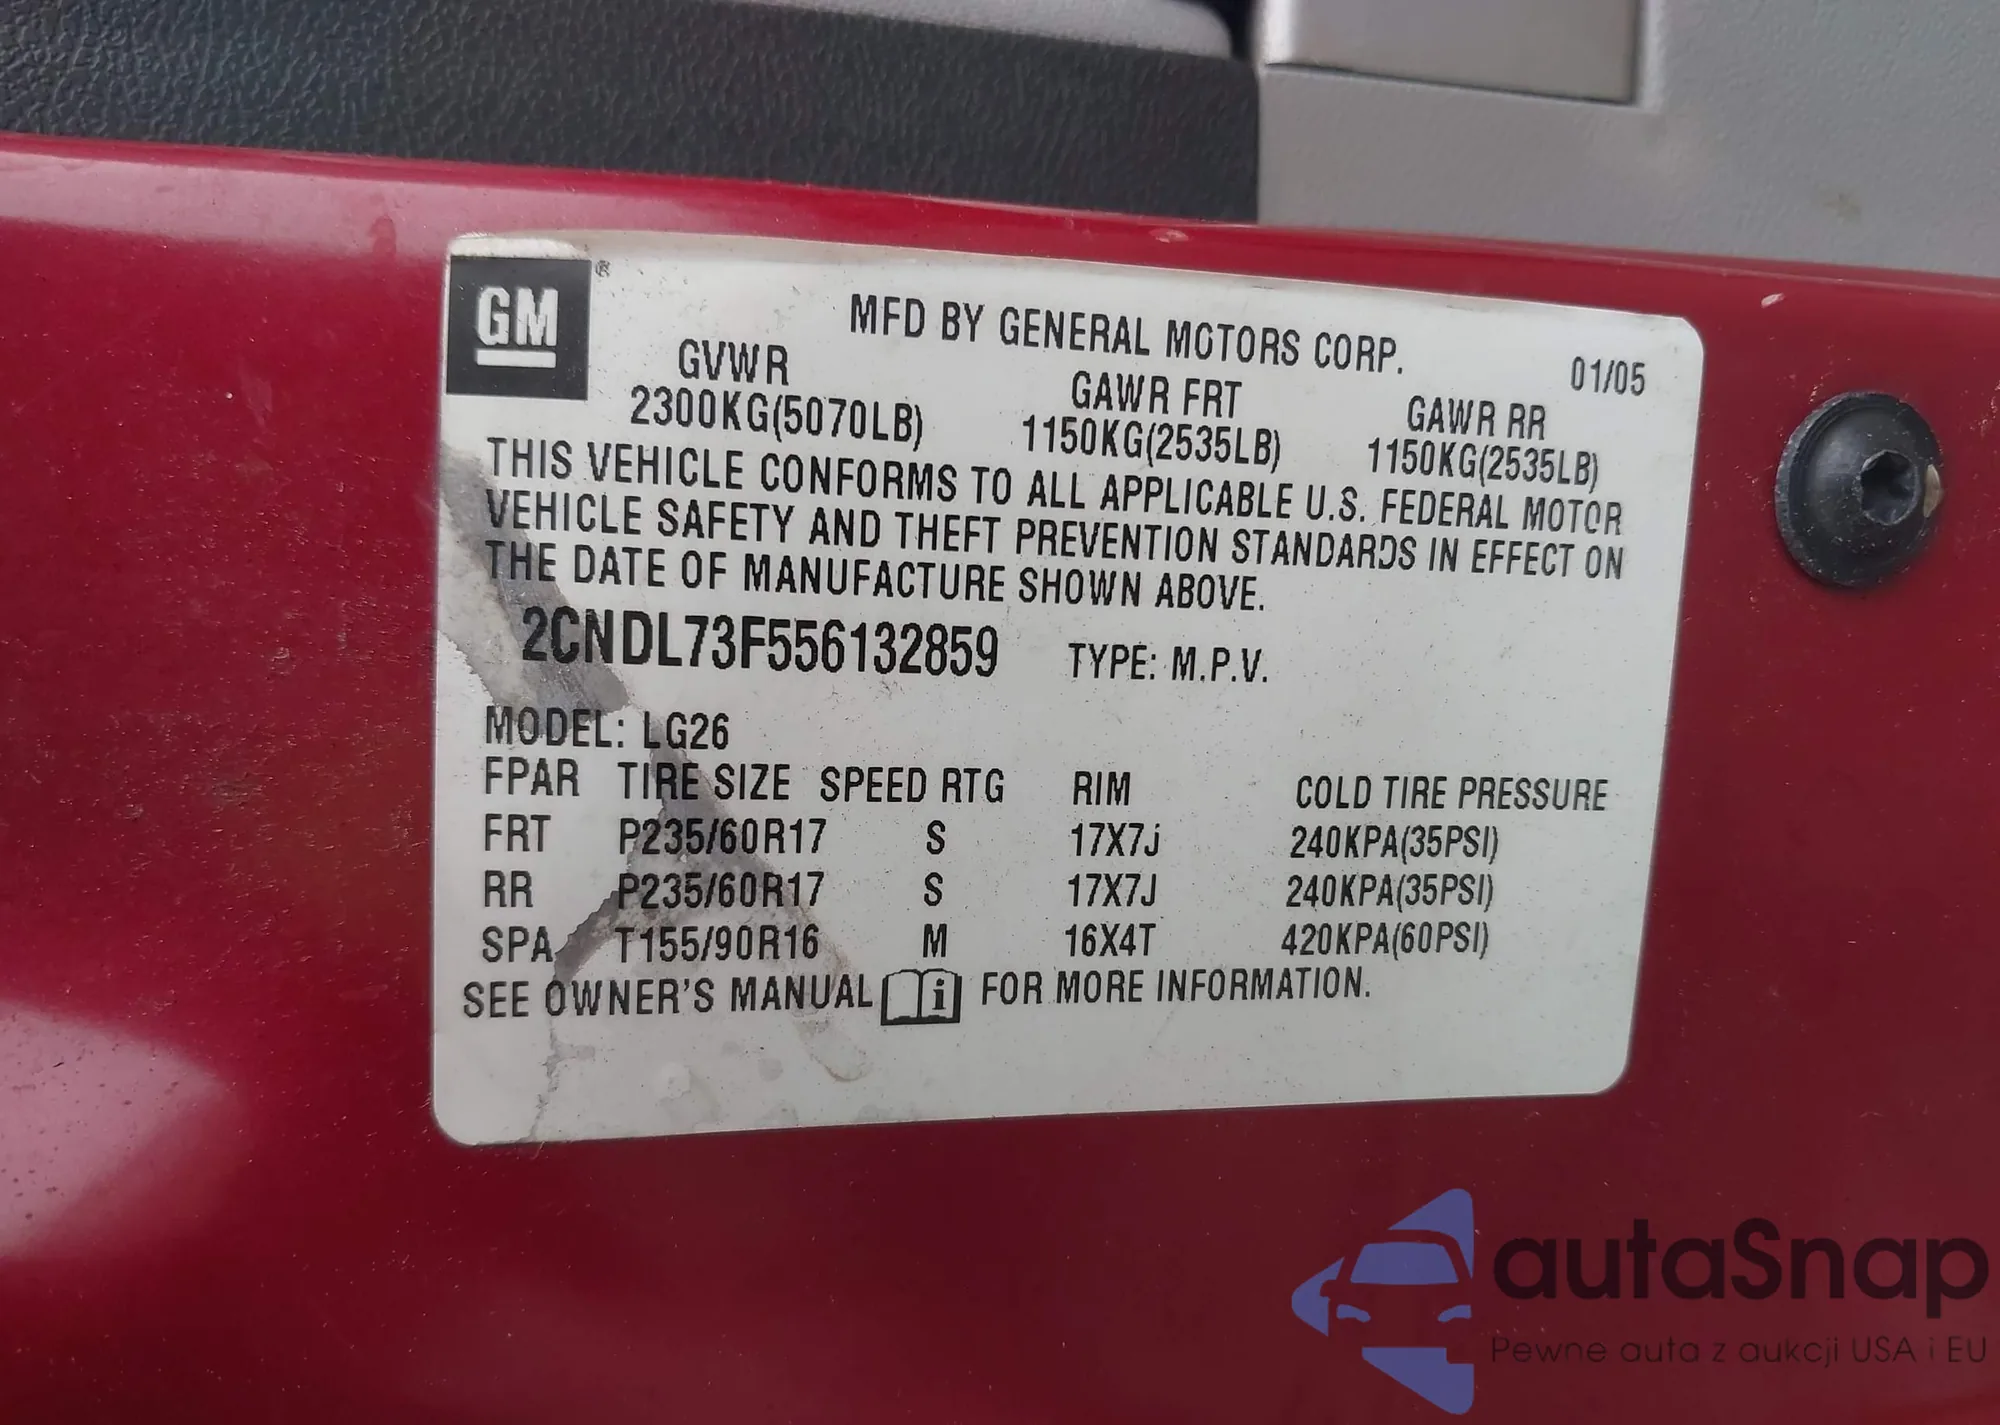 GM ®
MFD BY GENERAL MOTORS CORP.
01/05
GVWR GAWR FRT GAWR RR
2300KG(5070LB) 1150KG(2535LB) 1150KG(2535LB)
THIS VEHICLE CONFORMS TO ALL APPLICABLE U.S. FEDERAL MOTOR
VEHICLE SAFETY AND THEFT PREVENTION STANDARDS IN EFFECT ON
THE DATE OF MANUFACTURE SHOWN ABOVE.
2CNDL73F556132859 TYPE: M.P.V.
MODEL: LG26
FPAR TIRE SIZE SPEED RTG RIM COLD TIRE PRESSURE
FRT P235/60R17 S 17X7j 240KPA(35PSI)
RR P235/60R17 S 17X7J 240KPA(35PSI)
SPA T155/90R16 M 16X4T 420KPA(60PSI)
SEE OWNER'S MANUAL i FOR MORE INFORMATION.
autaSnap
Pewne auta z aukcji USA i EU